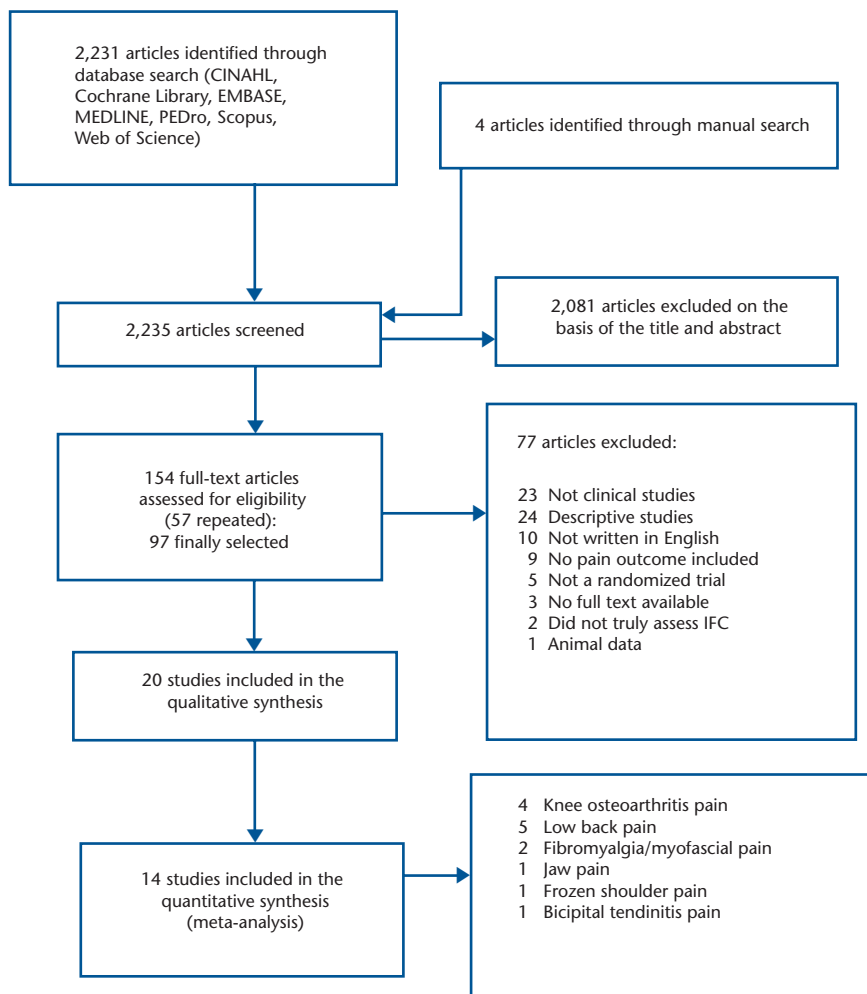 2,231 articles identified through
database search (CINAHL,
Cochrane Library, EMBASE,
MEDLINE, PEDro, Scopus,
Web of Science)
4 articles identified through manual search
2,235 articles screened
2,081 articles excluded on the
basis of the title and abstract
154 full-text articles
assessed for eligibility
(57 repeated):
97 finally selected
77 articles excluded:
23 Not clinical studies
24 Descriptive studies
10 Not written in English
9 No pain outcome included
5 Not a randomized trial
3 No full text available
2 Did not truly assess IFC
1 Animal data
20 studies included in the
qualitative synthesis
14 studies included in the
quantitative synthesis
(meta-analysis)
4 Knee osteoarthritis pain
5 Low back pain
2 Fibromyalgia/myofascial pain
1 Jaw pain
1 Frozen shoulder pain
1 Bicipital tendinitis pain